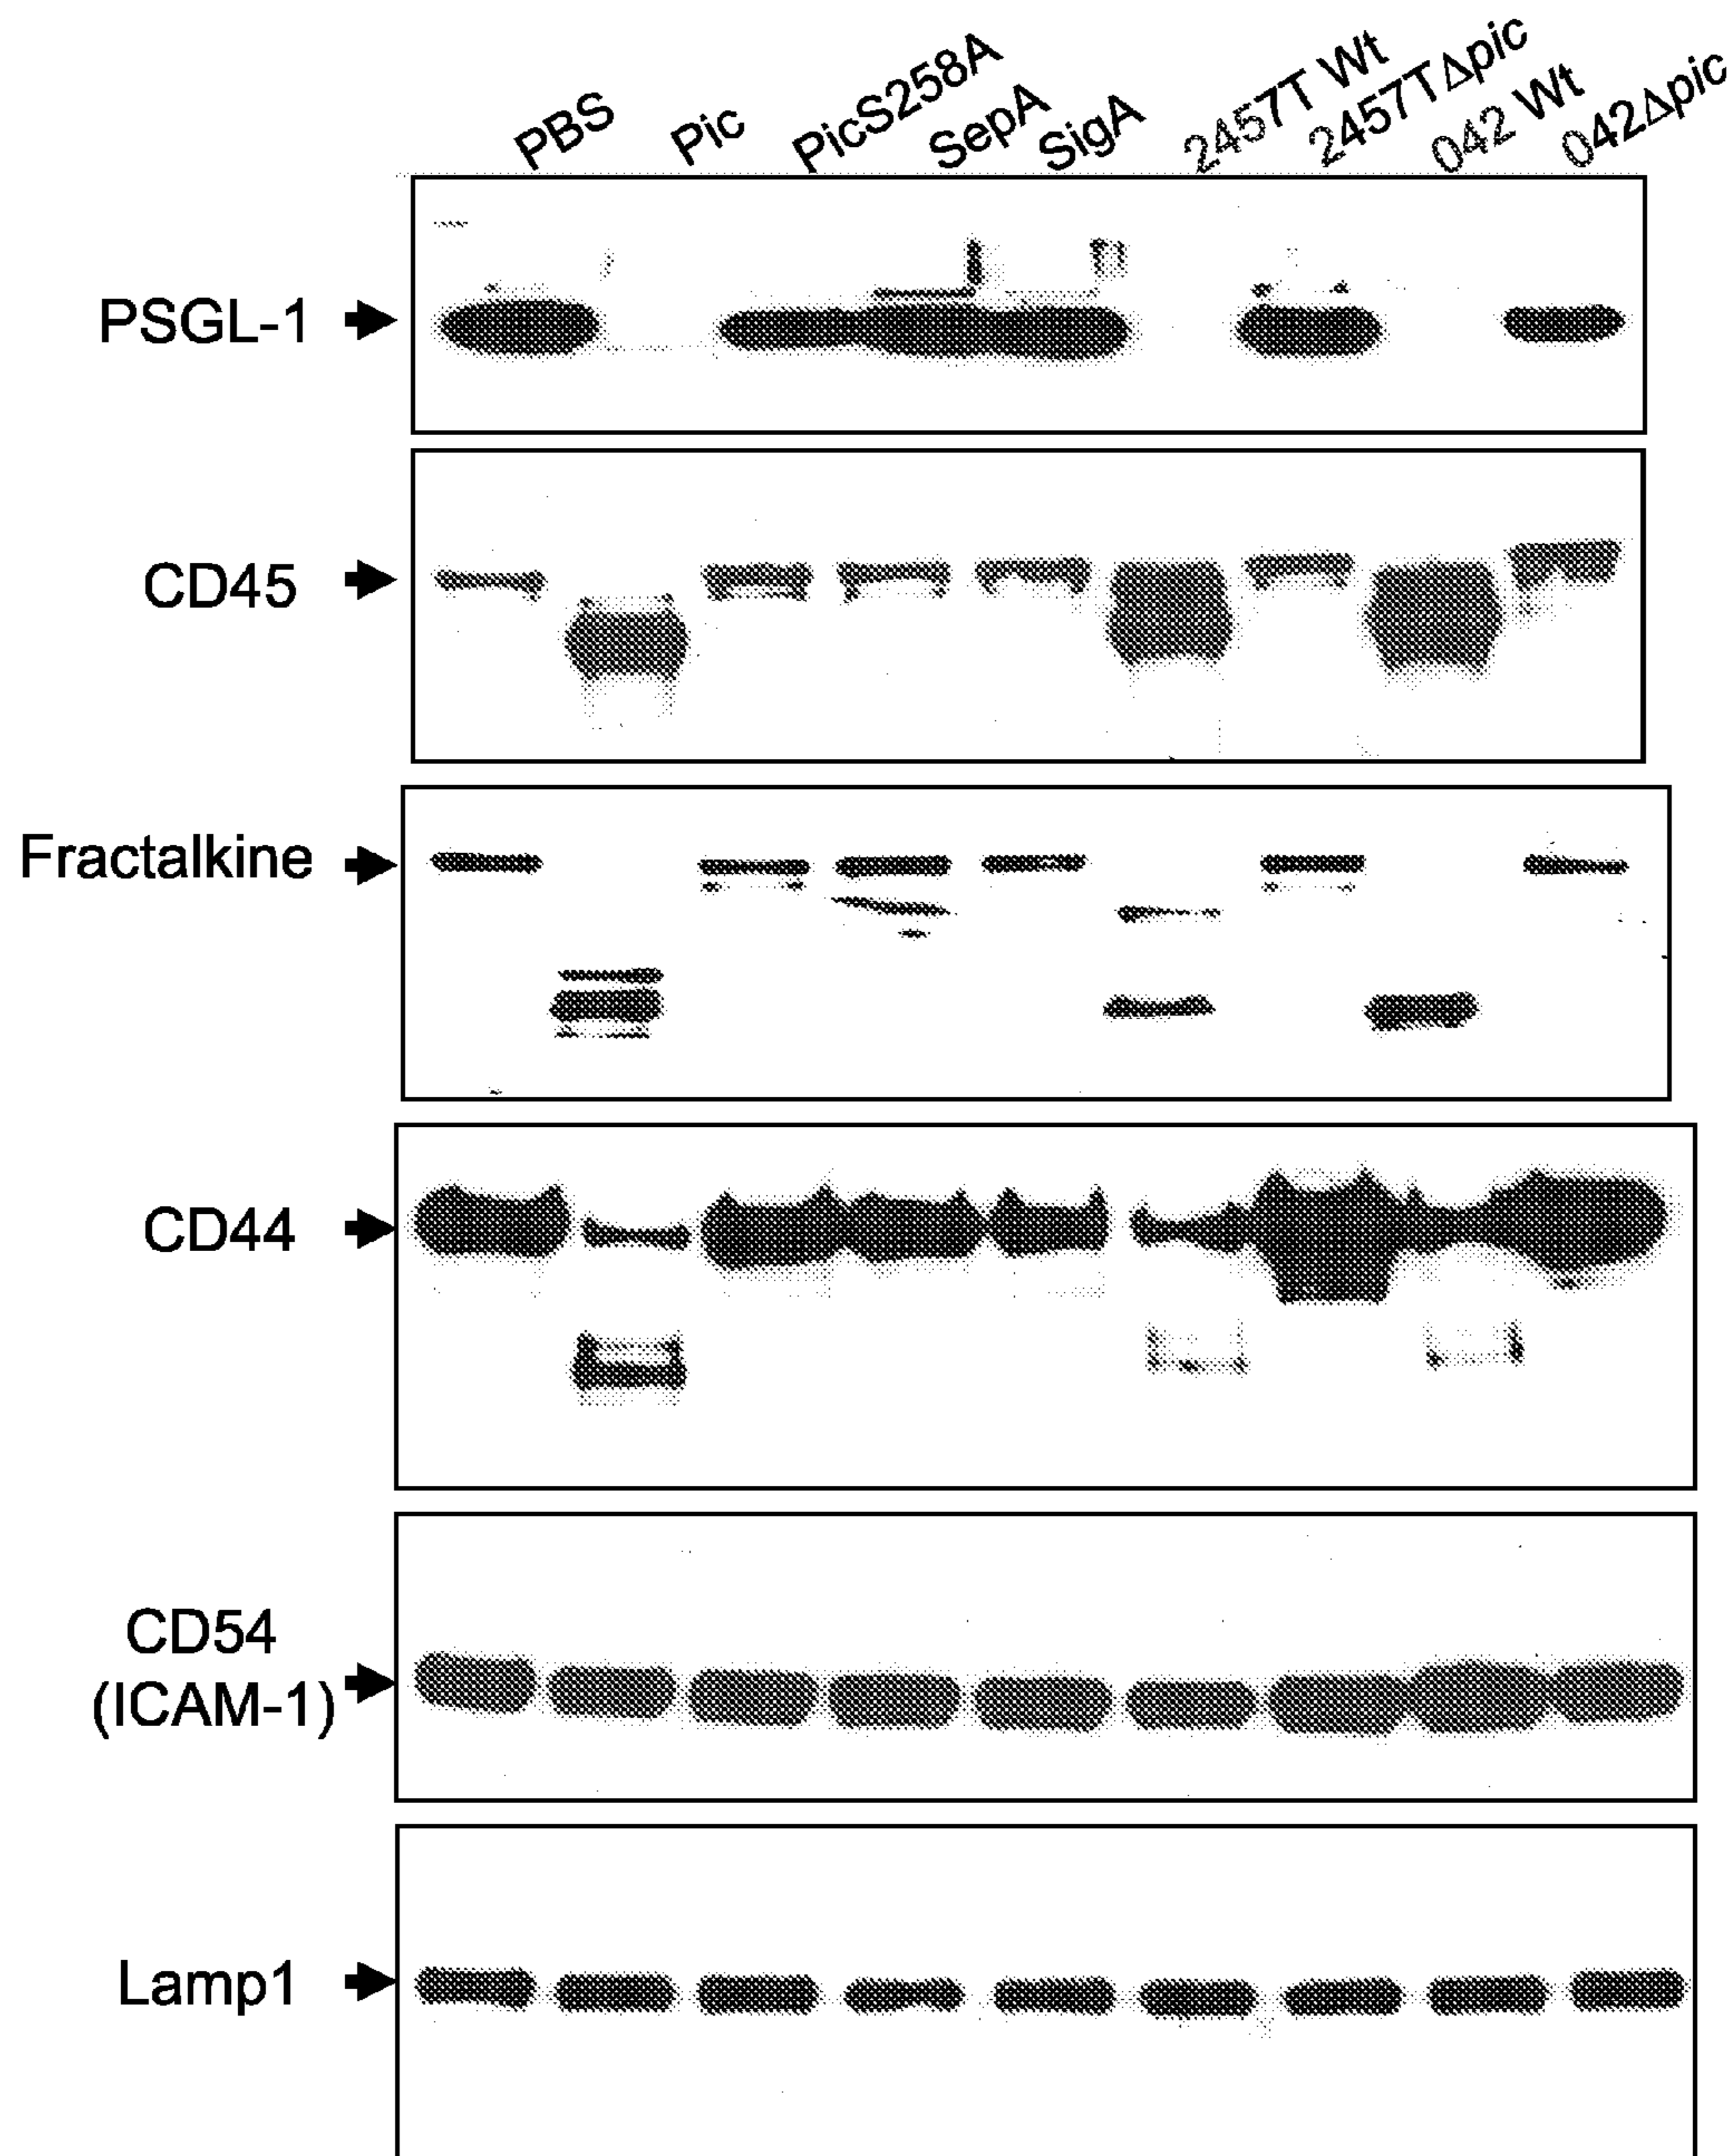 PBS Pic PicS258A SepA SigA 2457T Wt 2457TΔpic 042 Wt 042Δpic
PSGL-1
CD45
Fractalkine
CD44
CD54
(ICAM-1)
Lamp1